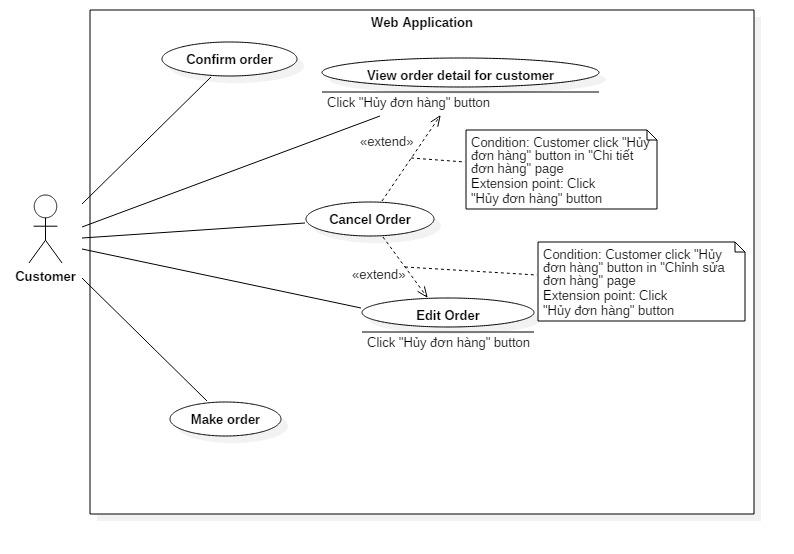 Web Application
Confirm order
View order detail for customer
Click "Hủy đơn hàng" button
«extend»
Condition: Customer click "Hủy
đơn hàng" button in "Chi tiết
đơn hàng" page
Extension point: Click
"Hủy đơn hàng" button
Cancel Order
Customer
«extend»
Condition: Customer click "Hủy
đơn hàng" button in "Chỉnh sửa
đơn hàng" page
Extension point: Click
"Hủy đơn hàng" button
Edit Order
Click "Hủy đơn hàng" button
Make order